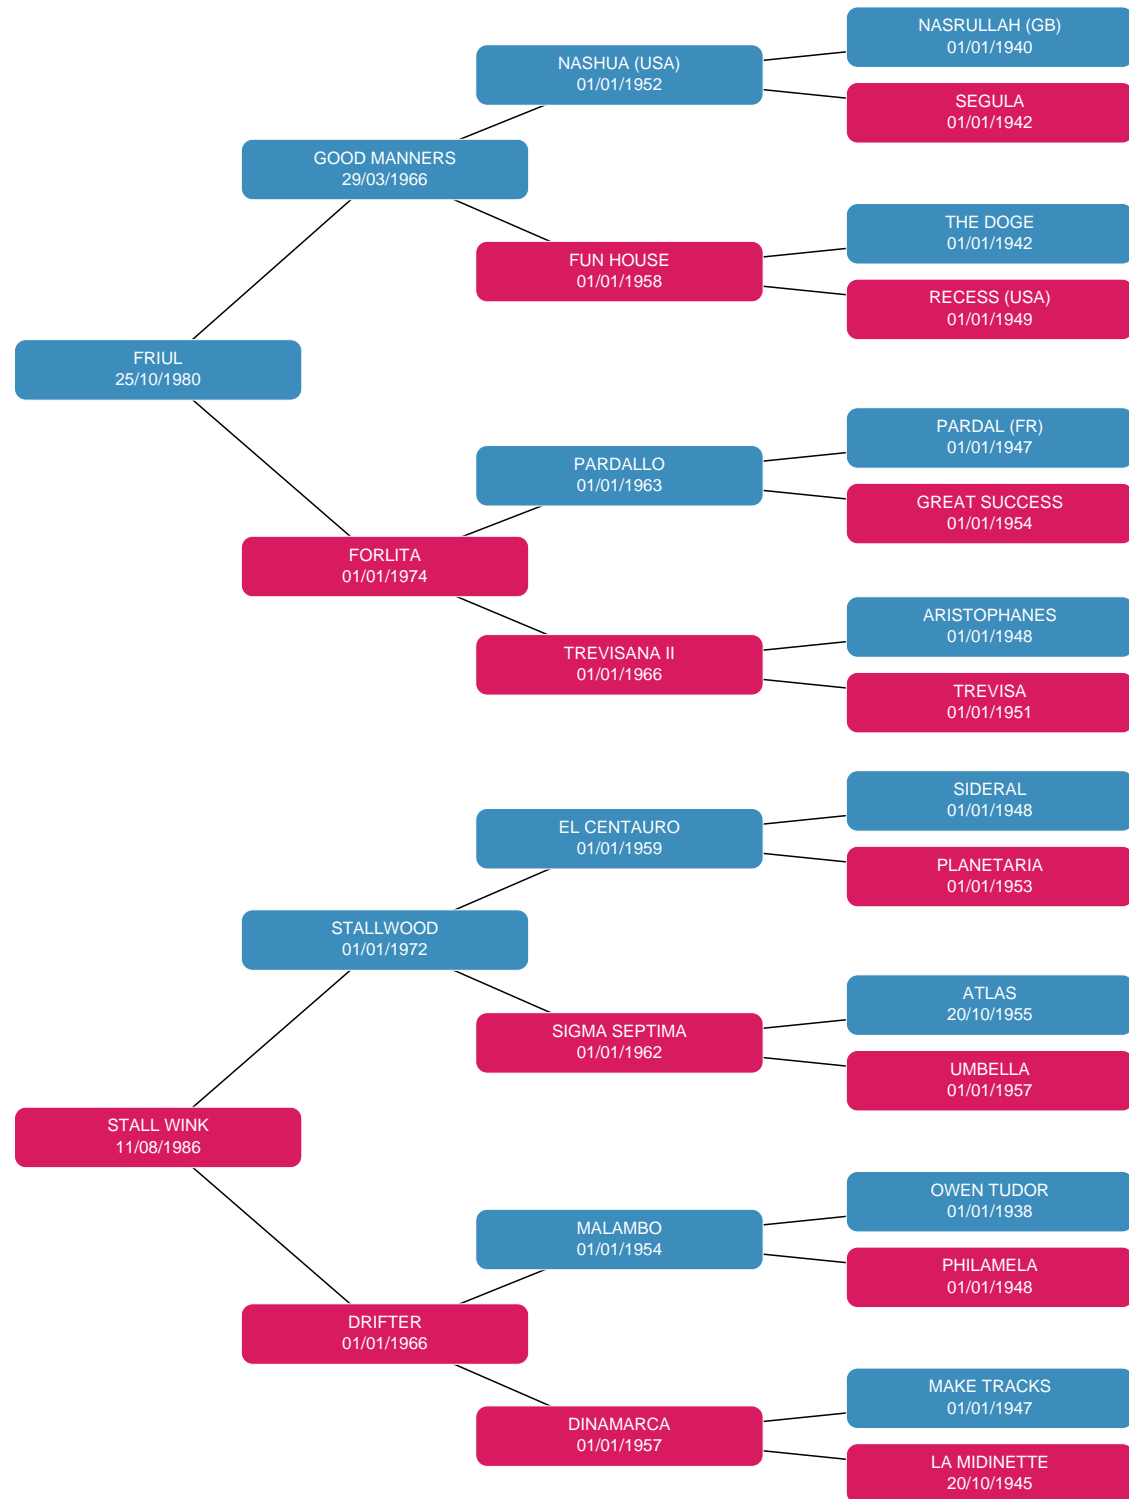 NASRULLAH (GB)
01/01/1940
NASHUA (USA)
01/01/1952
SEGULA
01/01/1942
GOOD MANNERS
29/03/1966
THE DOGE
01/01/1942
FUN HOUSE
01/01/1958
RECESS (USA)
01/01/1949
FRIUL
25/10/1980
PARDAL (FR)
01/01/1947
PARDALLO
01/01/1963
GREAT SUCCESS
01/01/1954
FORLITA
01/01/1974
ARISTOPHANES
01/01/1948
TREVISANA II
01/01/1966
TREVISA
01/01/1951
SIDERAL
01/01/1948
EL CENTAURO
01/01/1959
PLANETARIA
01/01/1953
STALLWOOD
01/01/1972
ATLAS
20/10/1955
SIGMA SEPTIMA
01/01/1962
UMBELLA
01/01/1957
STALL WINK
11/08/1986
OWEN TUDOR
01/01/1938
MALAMBO
01/01/1954
PHILAMELA
01/01/1948
DRIFTER
01/01/1966
MAKE TRACKS
01/01/1947
DINAMARCA
01/01/1957
LA MIDINETTE
20/10/1945